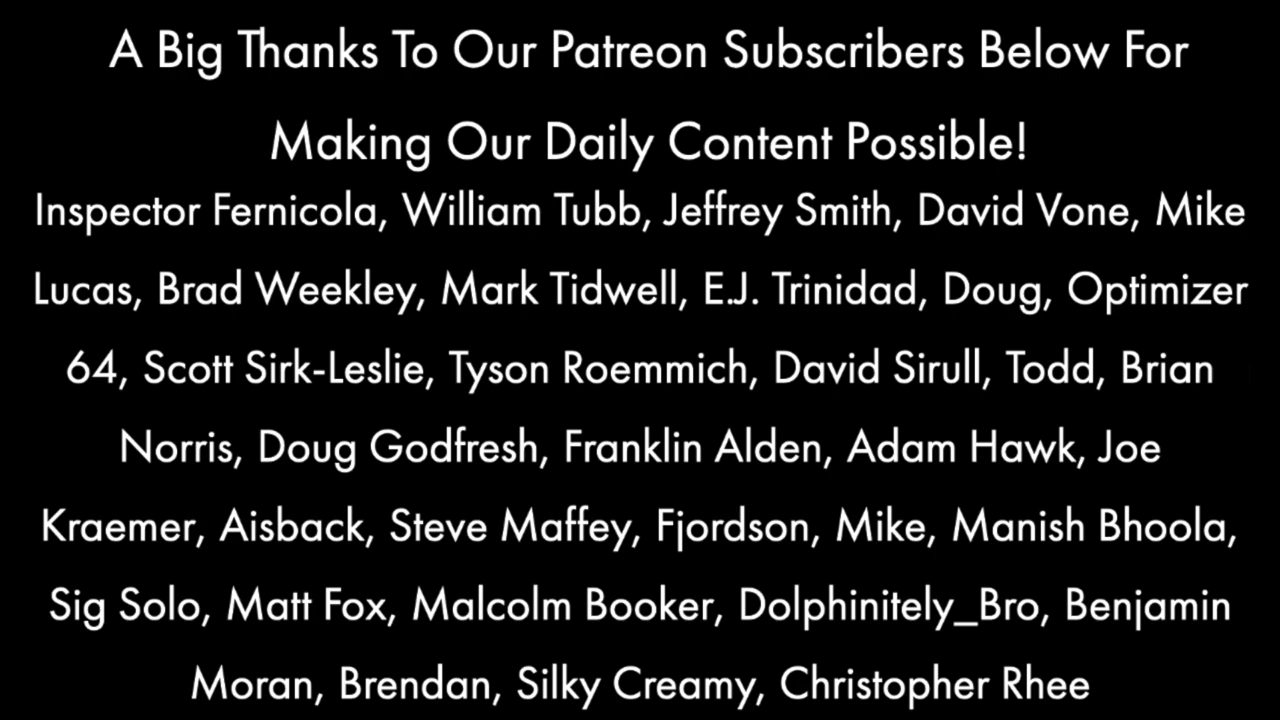 A Big Thanks To Our Patreon Subscribers Below For
Making Our Daily Content Possible!
Inspector Fernicola, William Tubb, Jeffrey Smith, David Vone, Mike
Lucas, Brad Weekley, Mark Tidwell, E.J. Trinidad, Doug, Optimizer
64, Scott Sirk-Leslie, Tyson Roemmich, David Sirull, Todd, Brian
Norris, Doug Godfresh, Franklin Alden, Adam Hawk, Joe
Kraemer, Aisback, Steve Maffey, Fjordson, Mike, Manish Bhoola,
Sig Solo, Matt Fox, Malcolm Booker, Dolphinitely_Bro, Benjamin
Moran, Brendan, Silky Creamy, Christopher Rhee